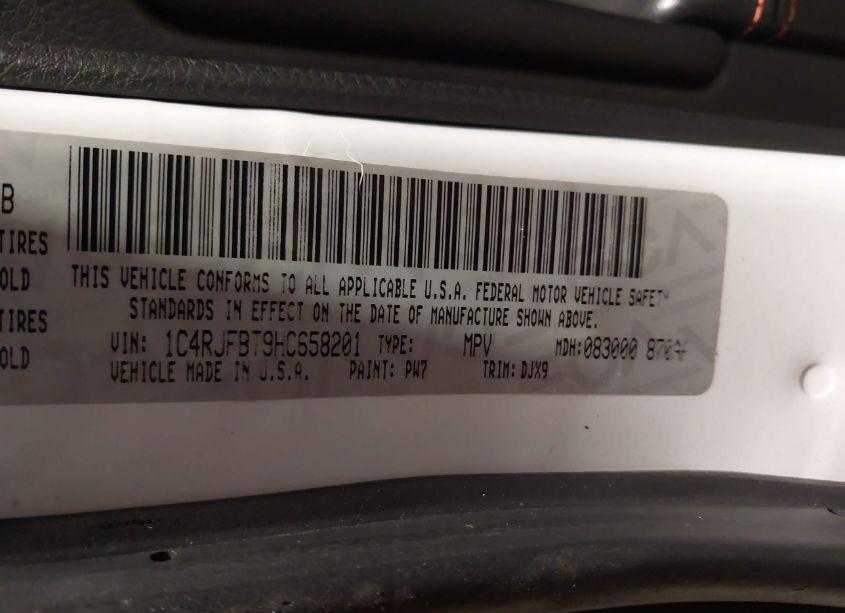 B
TIRES
OLD
THIS VEHICLE CONFORMS TO ALL APPLICABLE U.S.A. FEDERAL MOTOR VEHICLE SAFETY
STANDARDS IN EFFECT ON THE DATE OF MANUFACTURE SHOWN ABOVE.
TIRES
VIN: 1C4RJFBT9HC658201 TYPE: MPV MDH:083000
OLD
VEHICLE MADE IN U.S.A. PAINT: PW7 TRIM: DJX9